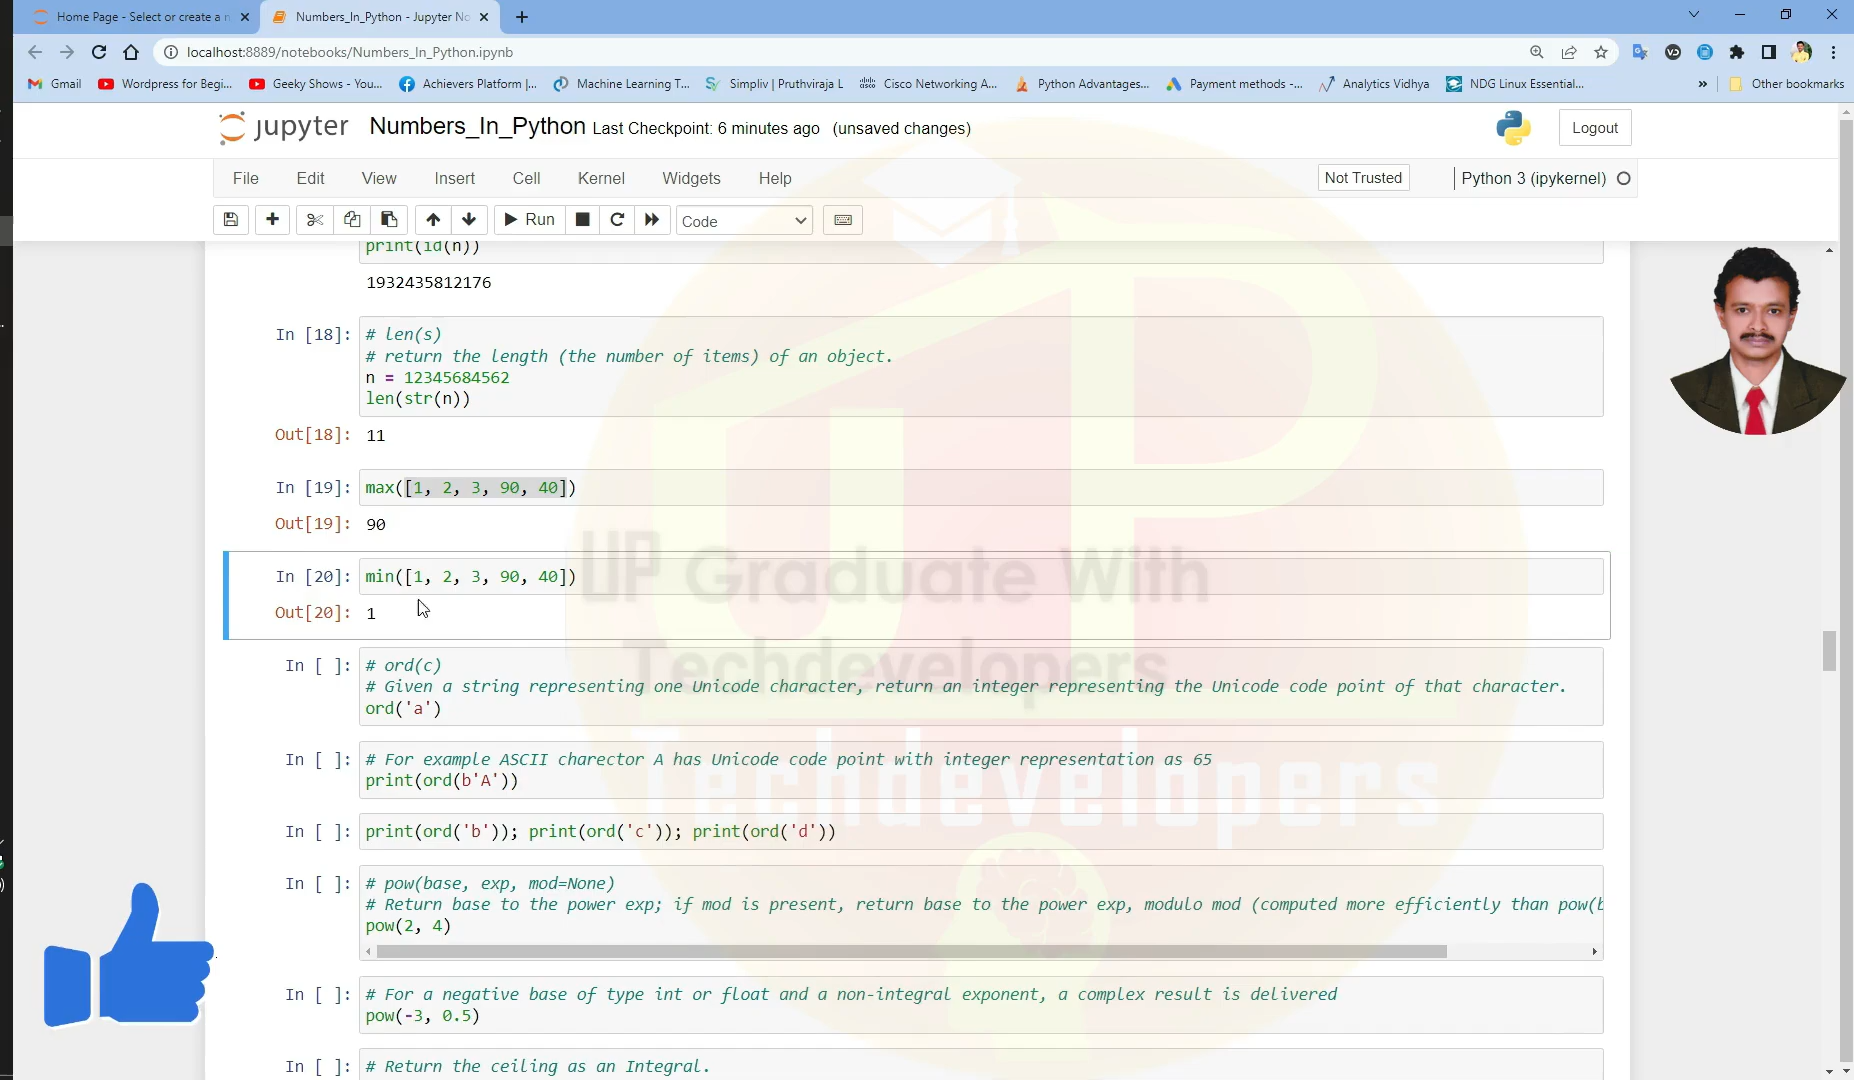 Home Page - Select or create a n
Numbers_In_Python - Jupyter No
localhost:8889/notebooks/Numbers_In_Python.ipynb
Gmail
Wordpress for Begi...
Geeky Shows - You...
Achievers Platform |...
Machine Learning T...
Simpliv | Pruthviraja L
Cisco Networking A...
Python Advantages...
Payment methods -...
Analytics Vidhya
NDG Linux Essential...
»
Other bookmarks
jupyter Numbers_In_Python Last Checkpoint: 6 minutes ago (unsaved changes)
Logout
File Edit View Insert Cell Kernel Widgets Help
Not Trusted
Python 3 (ipykernel)
Run
Code
print(id(n))
1932435812176
In [18]: # len(s)
# return the length (the number of items) of an object.
n = 12345684562
len(str(n))
Out[18]: 11
In [19]: max([1, 2, 3, 90, 40])
Out[19]: 90
In [20]: min([1, 2, 3, 90, 40])
Out[20]: 1
In [ ]: # ord(c)
# Given a string representing one Unicode character, return an integer representing the Unicode code point of that character.
ord('a')
In [ ]: # For example ASCII charector A has Unicode code point with integer representation as 65
print(ord(b'A'))
In [ ]: print(ord('b')); print(ord('c')); print(ord('d'))
In [ ]: # pow(base, exp, mod=None)
# Return base to the power exp; if mod is present, return base to the power exp, modulo mod (computed more efficiently than pow(b
pow(2, 4)
In [ ]: # For a negative base of type int or float and a non-integral exponent, a complex result is delivered
pow(-3, 0.5)
In [ ]: # Return the ceiling as an Integral.
UP Graduate With
Techdevelopers
Techdevelopers